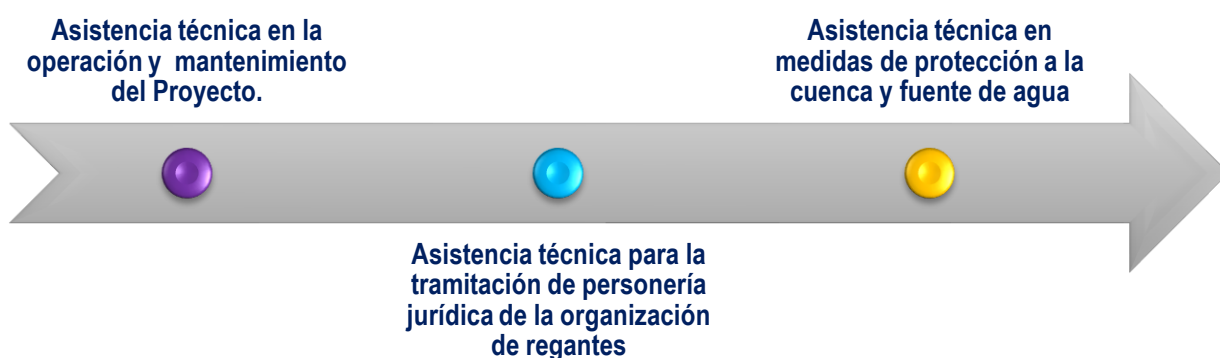 Asistencia técnica en la
operación y mantenimiento
del Proyecto.
Asistencia técnica para la
tramitación de personería
jurídica de la organización
de regantes
Asistencia técnica en
medidas de protección a la
cuenca y fuente de agua